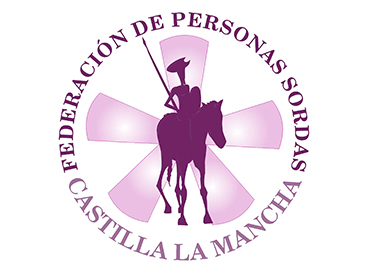 FEDERACIÓN DE PERSONAS SORDAS
CASTILLA LA MANCHA